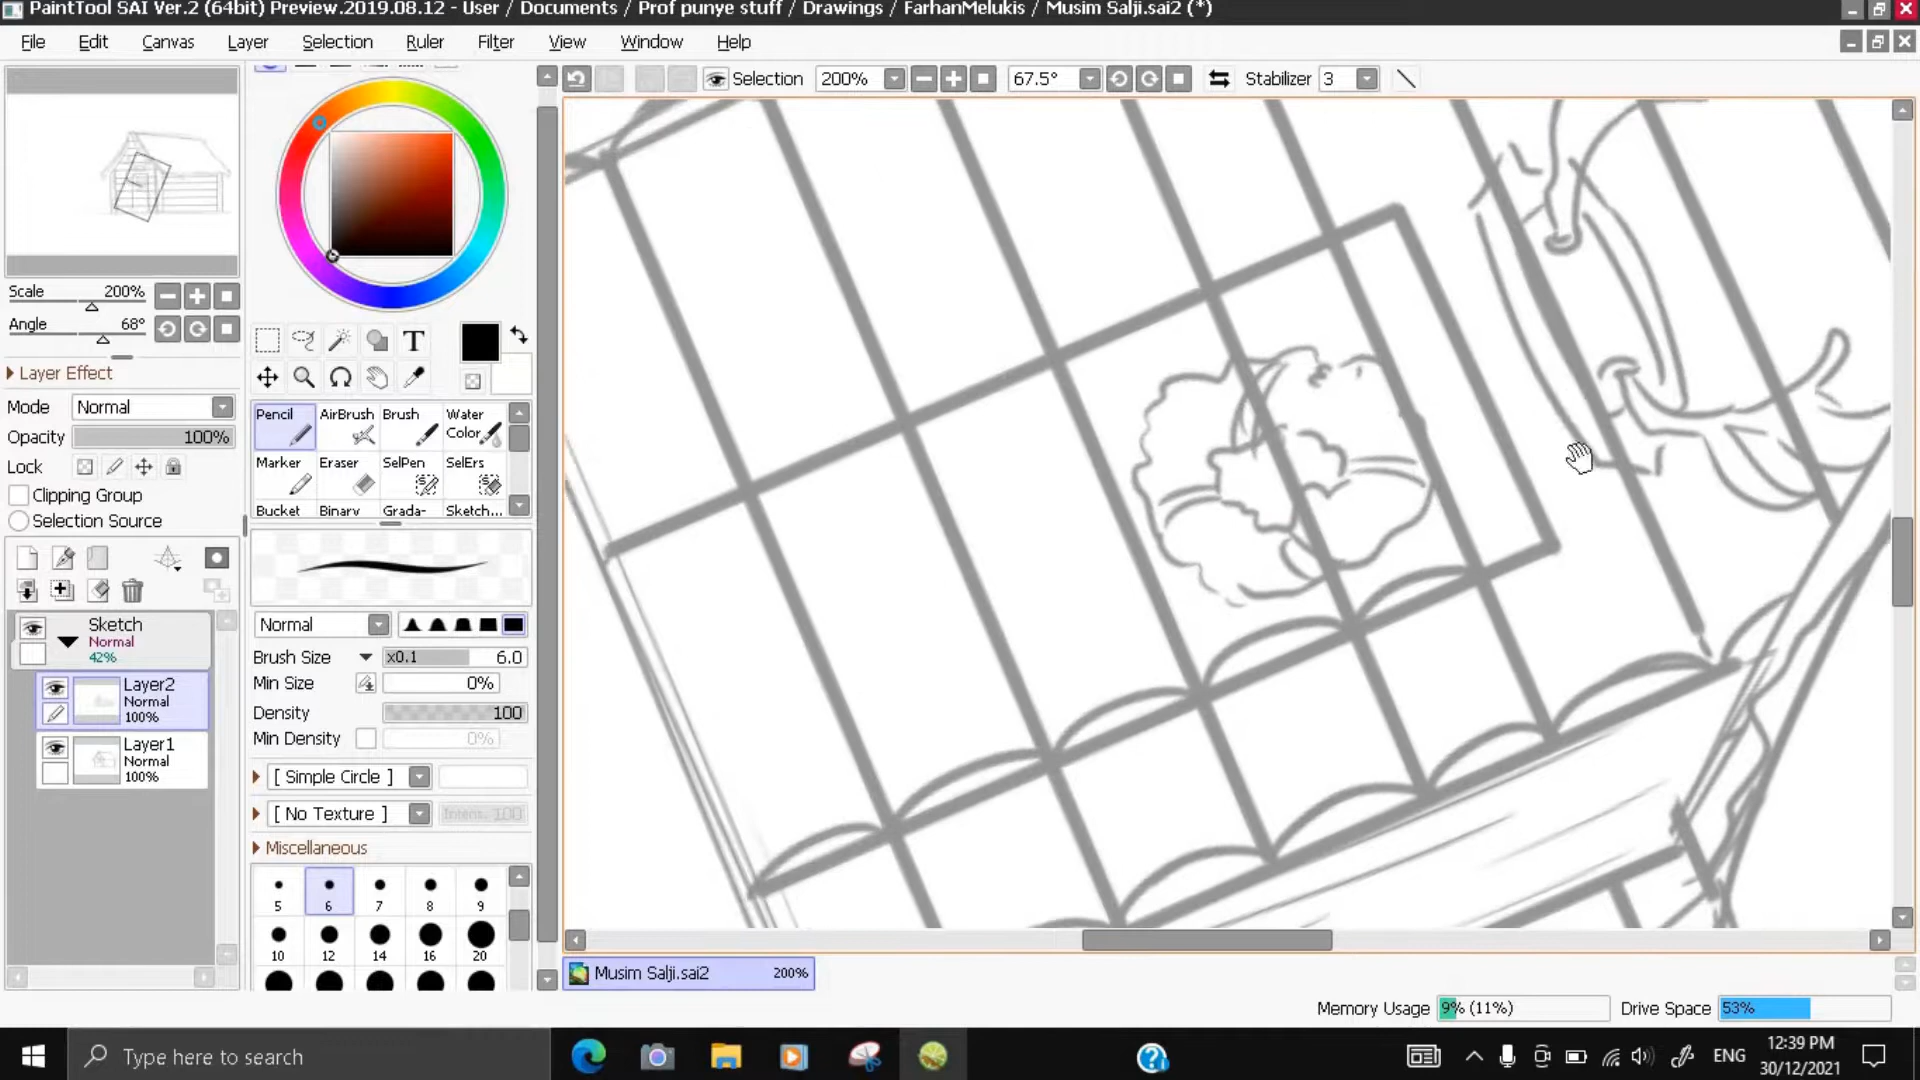 PaintTool SAI Ver.2 (64bit) Preview.2019.08.12 - User / Documents / Prof punye stuff / Drawings / FarhanMelukis / Musim Salji.sai2 (*)
File Edit Canvas Layer Selection Ruler Filter View Window Help
Selection 200% 67.5° Stabilizer 3
Scale 200%
Angle 68°
Layer Effect
Mode Normal
Opacity 100%
Lock
Clipping Group
Selection Source
Sketch
Normal
42%
Layer2
Normal
100%
Layer1
Normal
100%
T
Pencil AirBrush Brush Water Color
Marker Eraser SelPen SelErs
Bucket Binary Grada- Sketch...
Normal
Brush Size x0.1 6.0
Min Size 0%
Density 100
Min Density 0%
[ Simple Circle ]
[ No Texture ] Intens. 100
Miscellaneous
5 6 7 8 9
10 12 14 16 20
Musim Salji.sai2 200%
Memory Usage 9% (11%) Drive Space 53%
Type here to search
ENG
12:39 PM
30/12/2021